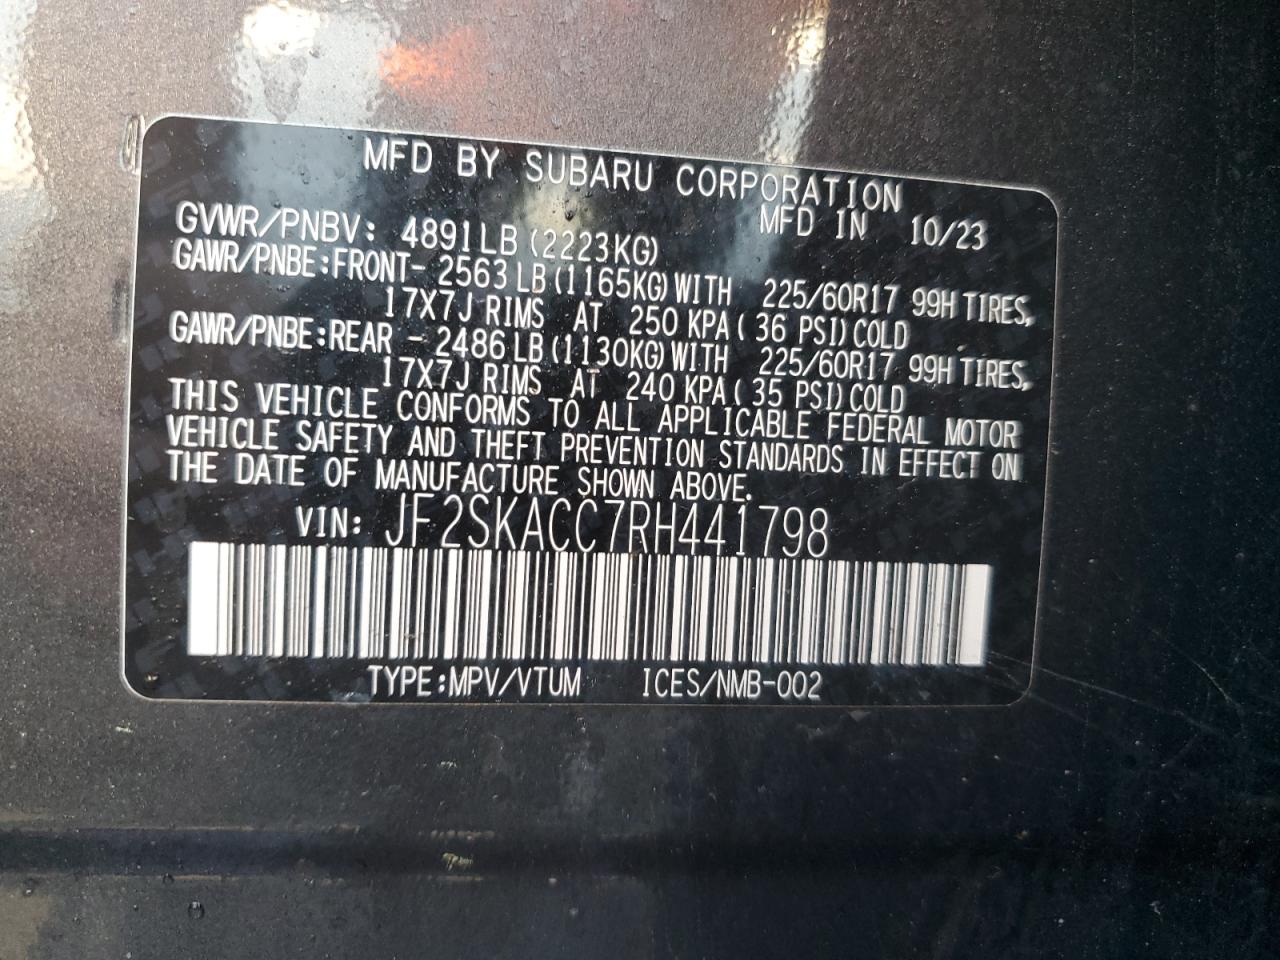 MFD BY SUBARU CORPORATION
MFD IN 10/23
GVWR/PNBV: 4891LB (2223KG)
GAWR/PNBE:FRONT- 2563 LB (1165KG) WITH 225/60R17 99H TIRES,
17X7J RIMS AT 250 KPA ( 36 PSI) COLD
GAWR/PNBE:REAR - 2486 LB (1130KG) WITH 225/60R17 99H TIRES,
17X7J RIMS AT 240 KPA ( 35 PSI) COLD
THIS VEHICLE CONFORMS TO ALL APPLICABLE FEDERAL MOTOR
VEHICLE SAFETY AND THEFT PREVENTION STANDARDS IN EFFECT ON
THE DATE OF MANUFACTURE SHOWN ABOVE.
VIN: JF2SKACC7RH441798
TYPE:MPV/VTUM ICES/NMB-002